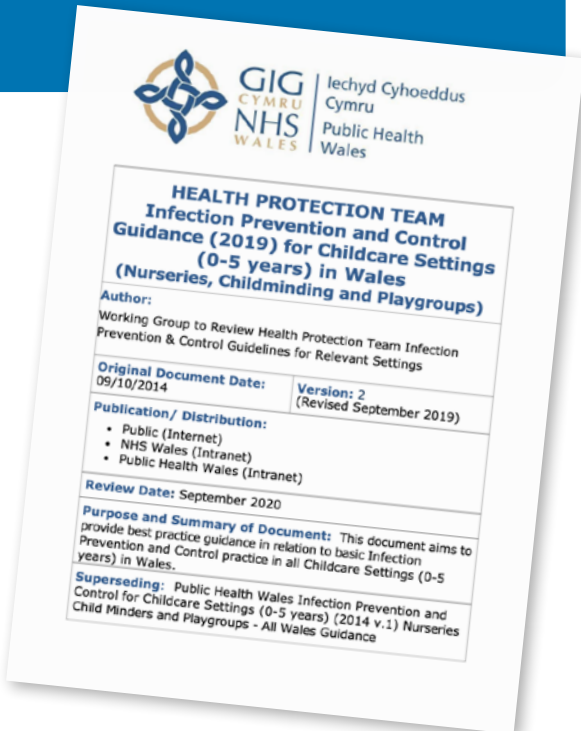 GIG
CYMRU
NHS
WALES
Iechyd Cyhoeddus
Cymru
Public Health
Wales
HEALTH PROTECTION TEAM
Infection Prevention and Control
Guidance (2019) for Childcare Settings
(0-5 years) in Wales
(Nurseries, Childminding and Playgroups)
Author:
Working Group to Review Health Protection Team Infection
Prevention & Control Guidelines for Relevant Settings
Original Document Date:
09/10/2014
Version: 2
(Revised September 2019)
Publication/ Distribution:
• Public (Internet)
• NHS Wales (Intranet)
• Public Health Wales (Intranet)
Review Date: September 2020
Purpose and Summary of Document: This document aims to
provide best practice guidance in relation to basic Infection
Prevention and Control practice in all Childcare Settings (0-5
years) in Wales.
Superseding: Public Health Wales Infection Prevention and
Control for Childcare Settings (0-5 years) (2014 v.1) Nurseries
Child Minders and Playgroups - All Wales Guidance